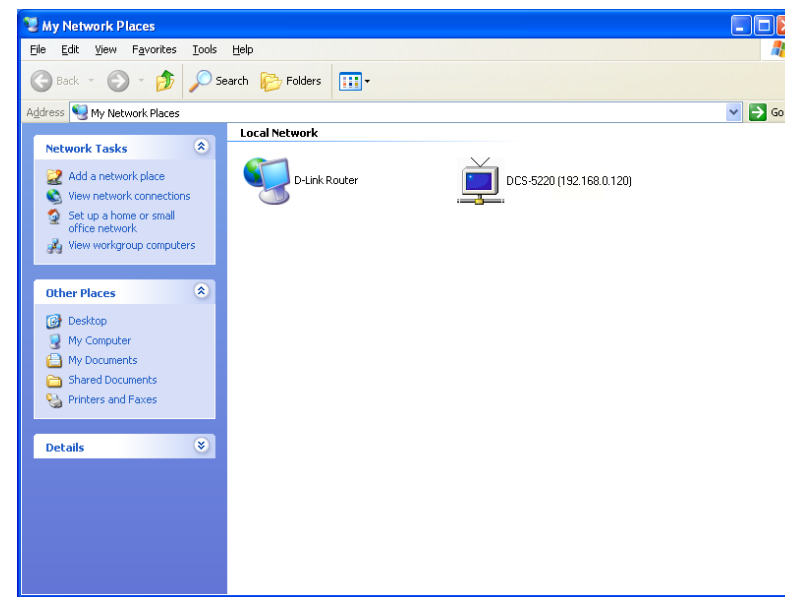 My Network Places
File Edit View Favorites Tools Help
Back Search Folders
Address My Network Places Go
Local Network
Network Tasks
Add a network place
View network connections
Set up a home or small
office network
View workgroup computers
D-Link Router
DCS-5220 (192.168.0.120)
Other Places
Desktop
My Computer
My Documents
Shared Documents
Printers and Faxes
Details